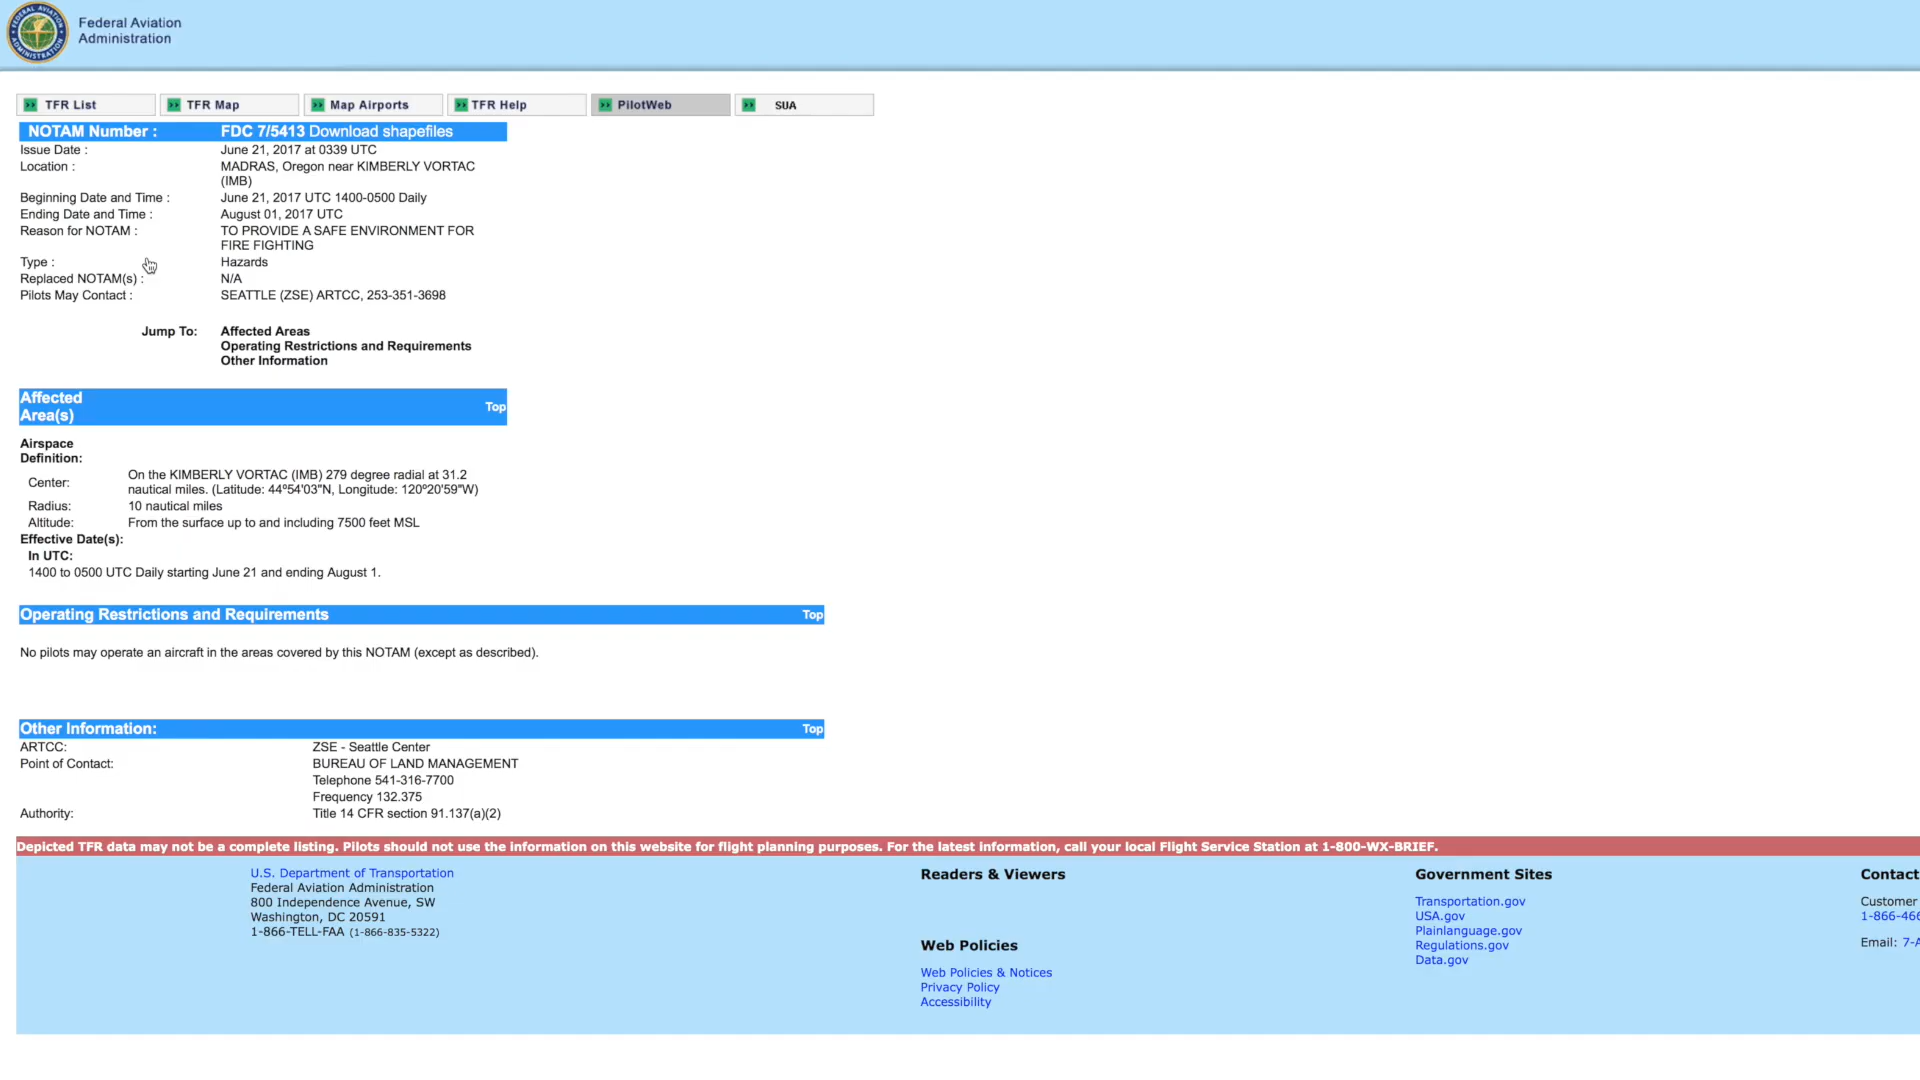 Federal Aviation
Administration
TFR List TFR Map Map Airports TFR Help PilotWeb SUA
NOTAM Number : FDC 7/5413 Download shapefiles
Issue Date : June 21, 2017 at 0339 UTC
Location : MADRAS, Oregon near KIMBERLY VORTAC
(IMB)
Beginning Date and Time : June 21, 2017 UTC 1400-0500 Daily
Ending Date and Time : August 01, 2017 UTC
Reason for NOTAM : TO PROVIDE A SAFE ENVIRONMENT FOR
FIRE FIGHTING
Type : Hazards
Replaced NOTAM(s) : N/A
Pilots May Contact : SEATTLE (ZSE) ARTCC, 253-351-3698
Jump To: Affected Areas
Operating Restrictions and Requirements
Other Information
Affected
Area(s) Top
Airspace
Definition:
Center: On the KIMBERLY VORTAC (IMB) 279 degree radial at 31.2
nautical miles. (Latitude: 44º54'03"N, Longitude: 120º20'59"W)
Radius: 10 nautical miles
Altitude: From the surface up to and including 7500 feet MSL
Effective Date(s):
In UTC:
1400 to 0500 UTC Daily starting June 21 and ending August 1.
Operating Restrictions and Requirements Top
No pilots may operate an aircraft in the areas covered by this NOTAM (except as described).
Other Information: Top
ARTCC: ZSE - Seattle Center
Point of Contact: BUREAU OF LAND MANAGEMENT
Telephone 541-316-7700
Frequency 132.375
Authority: Title 14 CFR section 91.137(a)(2)
Depicted TFR data may not be a complete listing. Pilots should not use the information on this website for flight planning purposes. For the latest information, call your local Flight Service Station at 1-800-WX-BRIEF.
U.S. Department of Transportation
Federal Aviation Administration
800 Independence Avenue, SW
Washington, DC 20591
1-866-TELL-FAA (1-866-835-5322)
Readers & Viewers
Web Policies
Web Policies & Notices
Privacy Policy
Accessibility
Government Sites
Transportation.gov
USA.gov
Plainlanguage.gov
Regulations.gov
Data.gov
Contact
Customer
1-866-466
Email: 7-A